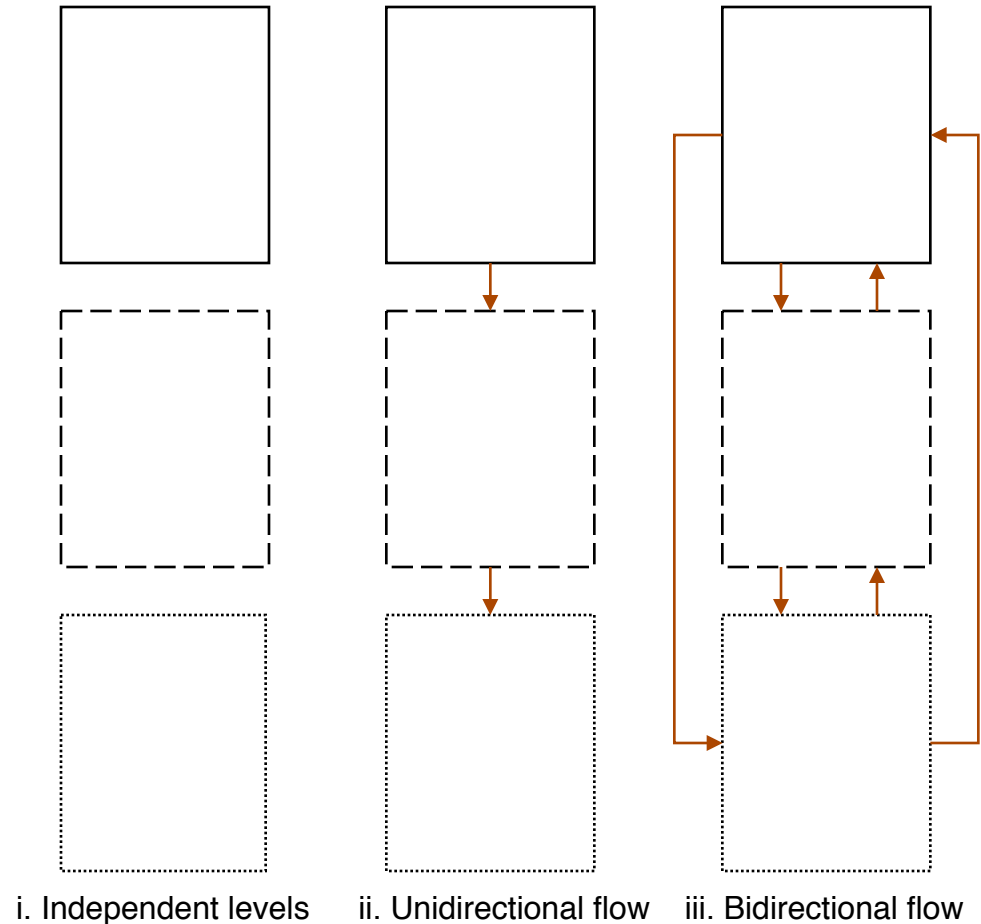 i. Independent levels
ii. Unidirectional flow
iii. Bidirectional flow